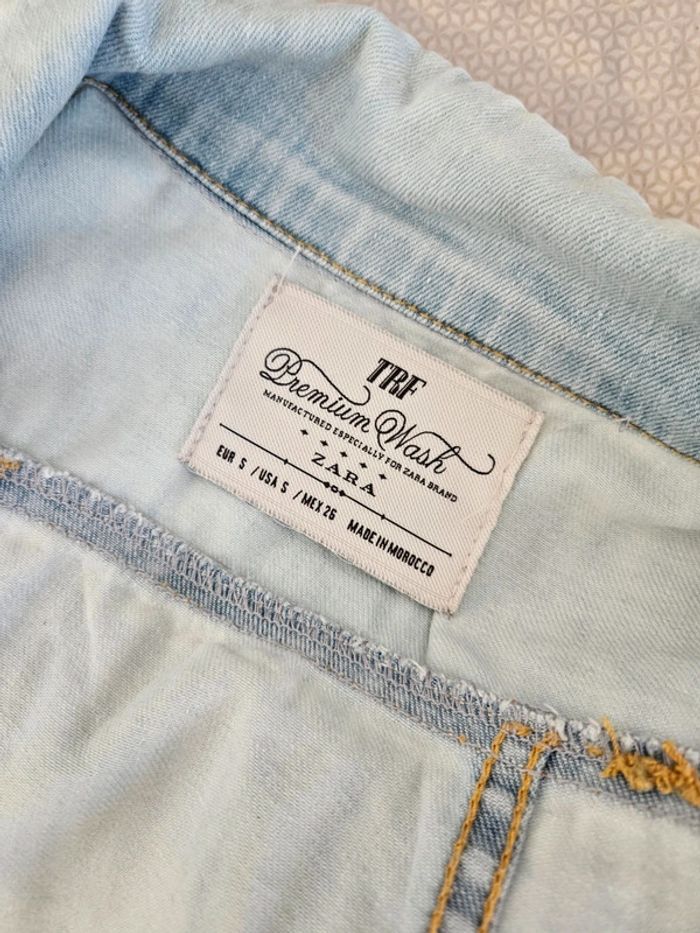 TRF
Premium Wash
MANUFACTURED ESPECIALLY FOR ZARA BRAND
ZARA
EUR S / USA S / MEX 26 MADE IN MOROCCO